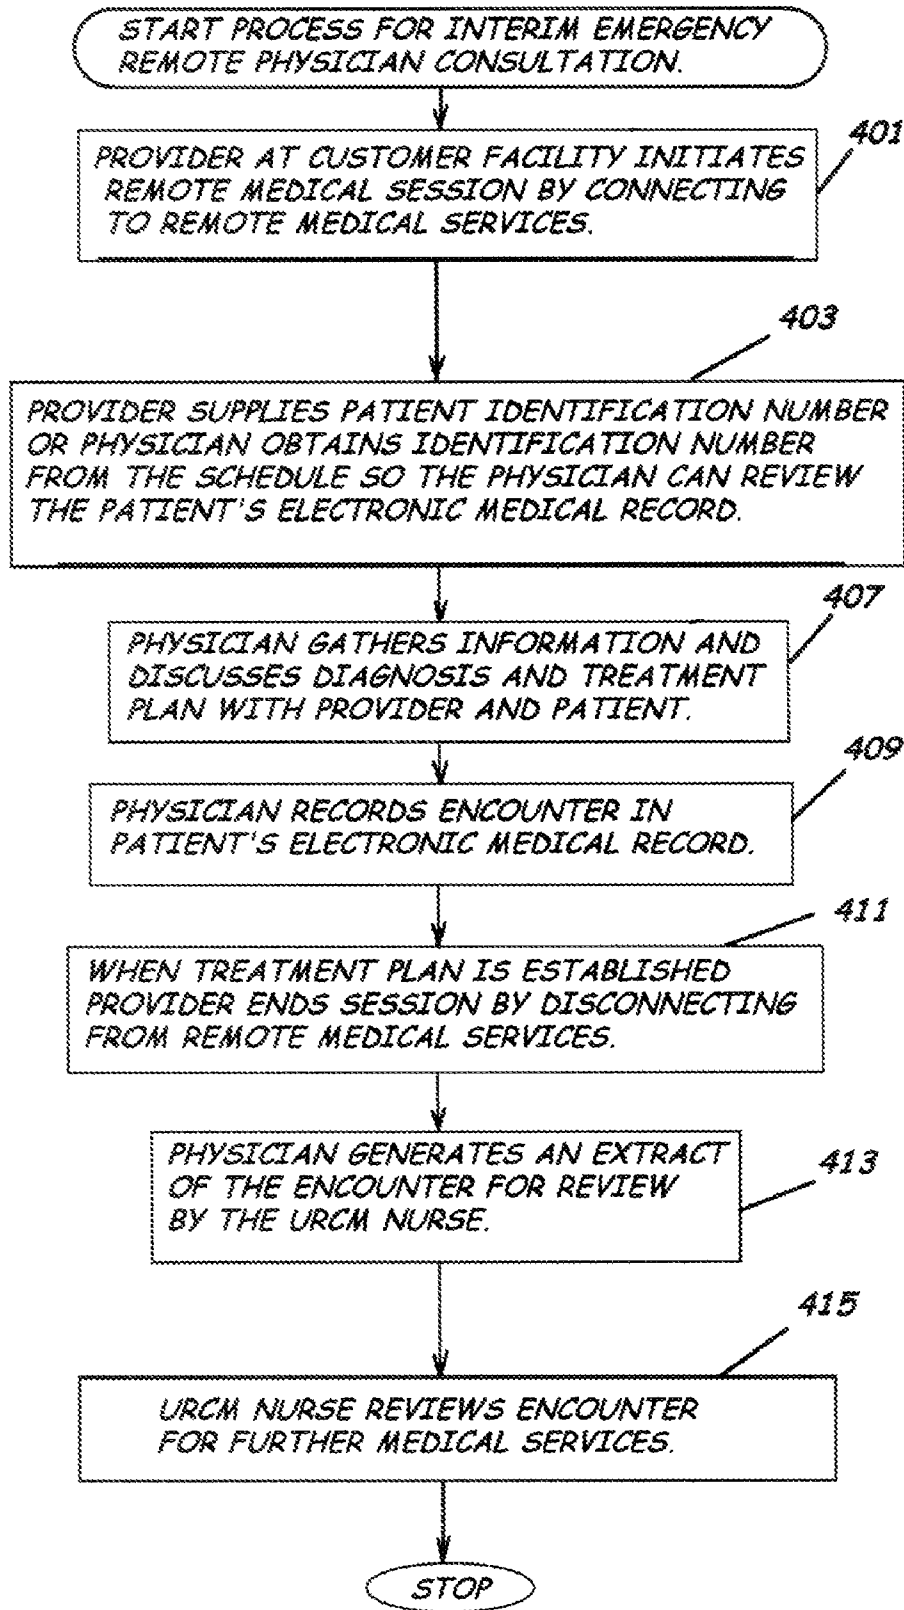 START PROCESS FOR INTERIM EMERGENCY
REMOTE PHYSICIAN CONSULTATION.
401
PROVIDER AT CUSTOMER FACILITY INITIATES
REMOTE MEDICAL SESSION BY CONNECTING
TO REMOTE MEDICAL SERVICES.
403
PROVIDER SUPPLIES PATIENT IDENTIFICATION NUMBER
OR PHYSICIAN OBTAINS IDENTIFICATION NUMBER
FROM THE SCHEDULE SO THE PHYSICIAN CAN REVIEW
THE PATIENT'S ELECTRONIC MEDICAL RECORD.
407
PHYSICIAN GATHERS INFORMATION AND
DISCUSSES DIAGNOSIS AND TREATMENT
PLAN WITH PROVIDER AND PATIENT.
409
PHYSICIAN RECORDS ENCOUNTER IN
PATIENT'S ELECTRONIC MEDICAL RECORD.
411
WHEN TREATMENT PLAN IS ESTABLISHED
PROVIDER ENDS SESSION BY DISCONNECTING
FROM REMOTE MEDICAL SERVICES.
413
PHYSICIAN GENERATES AN EXTRACT
OF THE ENCOUNTER FOR REVIEW
BY THE URCM NURSE.
415
URCM NURSE REVIEWS ENCOUNTER
FOR FURTHER MEDICAL SERVICES.
STOP